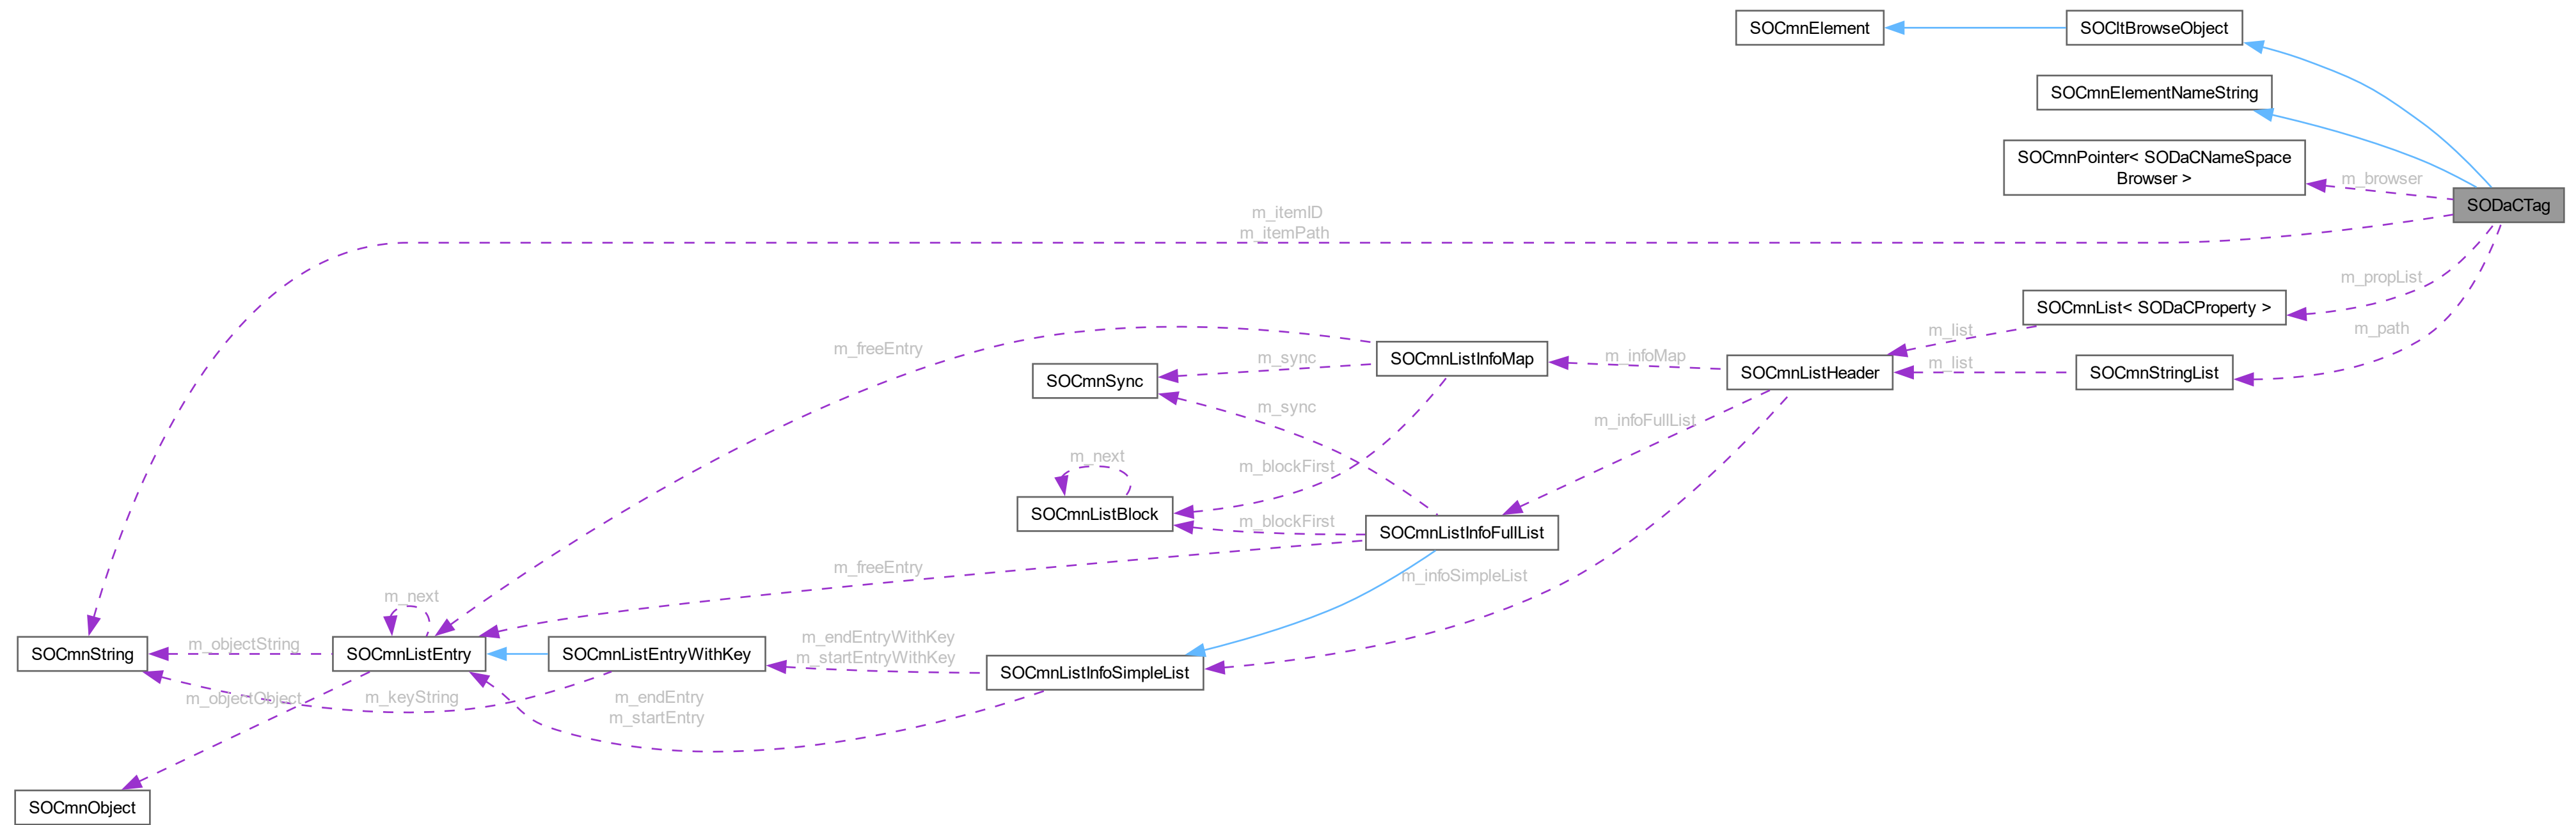 SOCmnElement
SOCltBrowseObject
SOCmnElementNameString
SOCmnPointer< SODaCNameSpace
Browser >
m_browser
SODaCTag
m_itemID
m_itemPath
m_propList
SOCmnList< SODaCProperty >
m_path
m_list
m_freeEntry
m_sync
SOCmnListInfoMap
m_infoMap
m_list
SOCmnSync
SOCmnListHeader
SOCmnStringList
m_sync
m_infoFullList
m_next
m_blockFirst
SOCmnListBlock
m_blockFirst
SOCmnListInfoFullList
m_freeEntry
m_infoSimpleList
m_next
m_objectString
m_endEntryWithKey
m_startEntryWithKey
SOCmnString
SOCmnListEntry
SOCmnListEntryWithKey
SOCmnListInfoSimpleList
m_objectObject
m_keyString
m_endEntry
m_startEntry
SOCmnObject